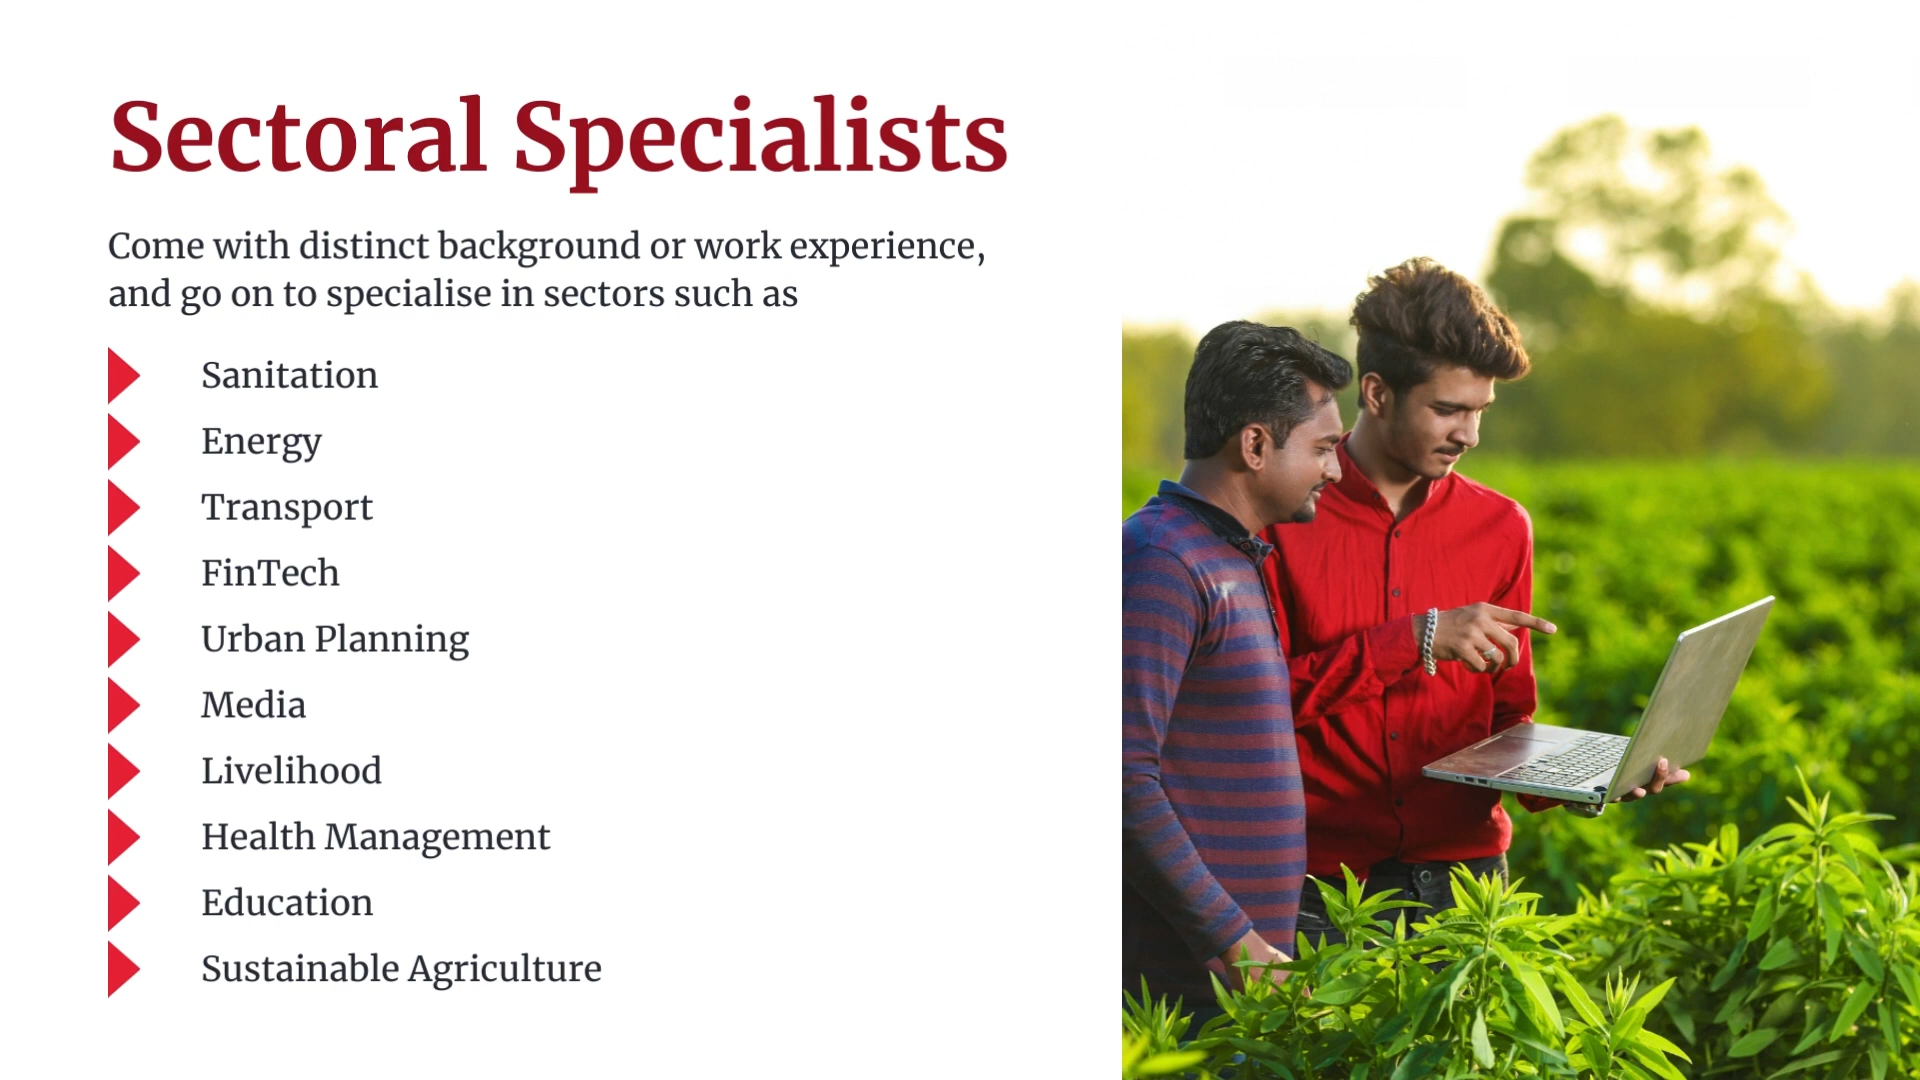 Sectoral Specialists
Come with distinct background or work experience,
and go on to specialise in sectors such as
Sanitation
Energy
Transport
FinTech
Urban Planning
Media
Livelihood
Health Management
Education
Sustainable Agriculture